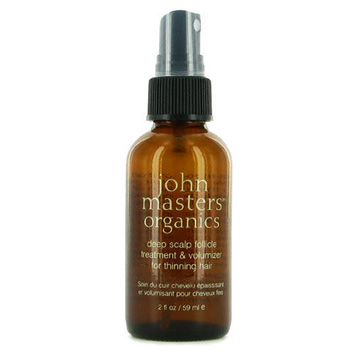 john
masters™
organics
deep scalp follicle
treatment & volumizer
for thinning hair
Soin du cuir chevelu épaississant
et volumisant pour cheveux fins
2 fl oz / 59 ml e